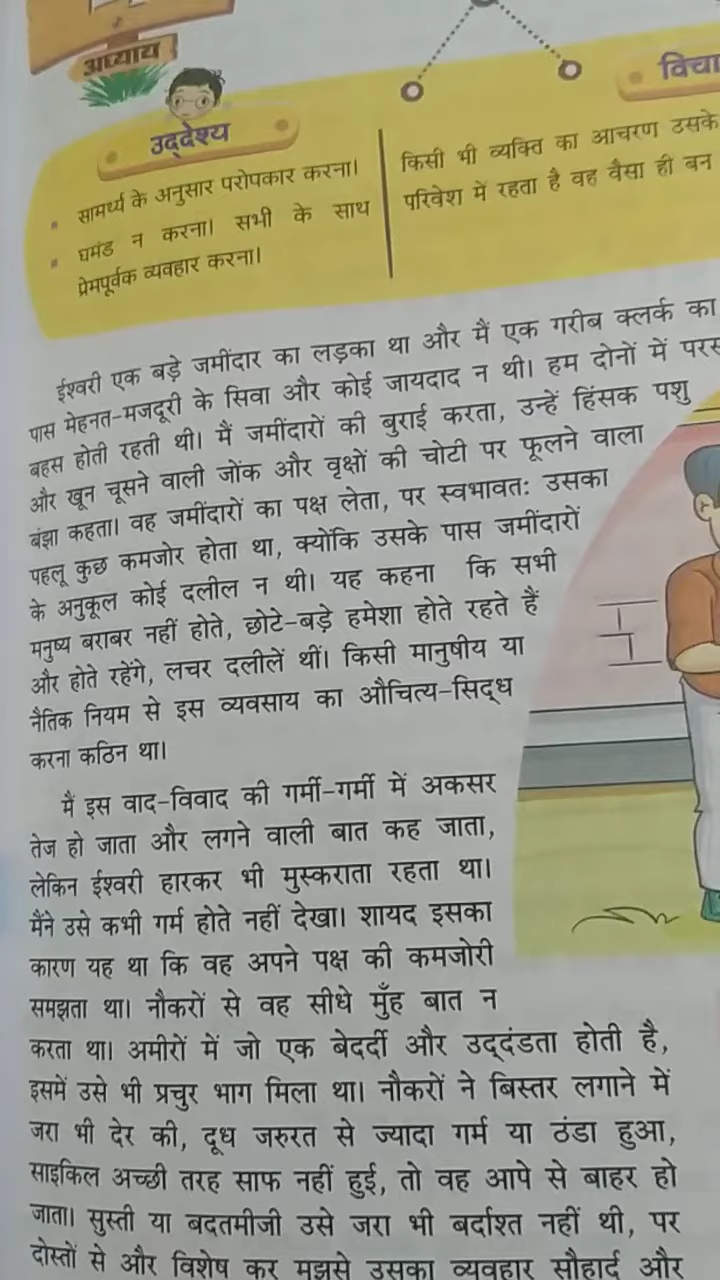 अध्याय
उद्देश्य
सामर्थ्य के अनुसार परोपकार करना।
घमंड न करना। सभी के साथ
प्रेमपूर्वक व्यवहार करना।
किसी भी व्यक्ति का आचरण उसके
परिवेश में रहता है वह वैसा ही बन
ईश्वरी एक बड़े जमींदार का लड़का था और मैं एक गरीब क्लर्क का
पास मेहनत-मजदूरी के सिवा और कोई जायदाद न थी। हम दोनों में
बहस होती रहती थी। मैं जमींदारों की बुराई करता, उन्हें हिंसक पशु
और खून चूसने वाली जोंक और वृक्षों की चोटी पर फूलने वाला
बंझा कहता। वह जमींदारों का पक्ष लेता, पर स्वभावतः उसका
पहलू कुछ कमजोर होता था, क्योंकि उसके पास जमींदारों
के अनुकूल कोई दलील न थी। यह कहना कि सभी
मनुष्य बराबर नहीं होते, छोटे-बड़े हमेशा होते रहते हैं
और होते रहेंगे, लचर दलीलें थीं। किसी मानुषीय या
नैतिक नियम से इस व्यवसाय का औचित्य-सिद्ध
करना कठिन था।
मैं इस वाद-विवाद की गर्मी-गर्मी में अकसर
तेज हो जाता और लगने वाली बात कह जाता,
लेकिन ईश्वरी हारकर भी मुस्कराता रहता था।
मैंने उसे कभी गर्म होते नहीं देखा। शायद इसका
कारण यह था कि वह अपने पक्ष की कमजोरी
समझता था। नौकरों से वह सीधे मुँह बात न
करता था। अमीरों में जो एक बेदर्दी और उद्दंडता होती है,
इसमें उसे भी प्रचुर भाग मिला था। नौकरों ने बिस्तर लगाने में
जरा भी देर की, दूध जरुरत से ज्यादा गर्म या ठंडा हुआ,
साइकिल अच्छी तरह साफ नहीं हुई, तो वह आपे से बाहर हो
जाता। सुस्ती या बदतमीजी उसे जरा भी बर्दाश्त नहीं थी, पर
दोस्तों से और विशेष कर मुझसे उसका व्यवहार सौहार्द और